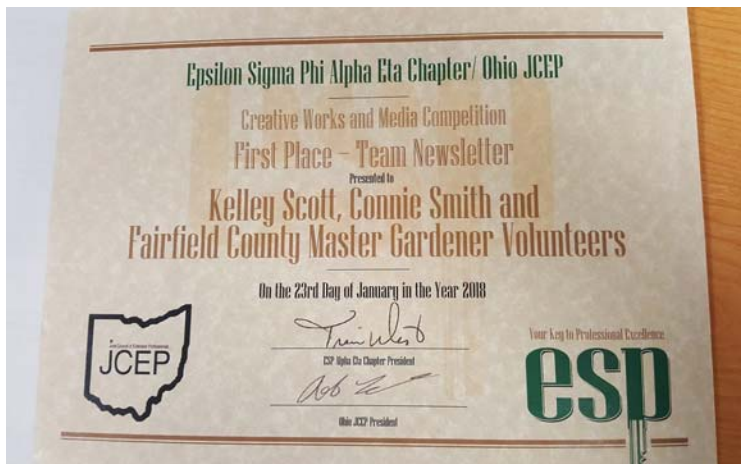 Epsilon Sigma Phi Alpha Eta Chapter/ Ohio JCEP
Creative Works and Media Competition
First Place – Team Newsletter
Presented to
Kelley Scott, Connie Smith and
Fairfield County Master Gardener Volunteers
On the 23rd Day of January in the Year 2018
ESP Alpha Eta Chapter President
Ohio JCEP President
JCEP
Your Key to Professional Excellence
esp